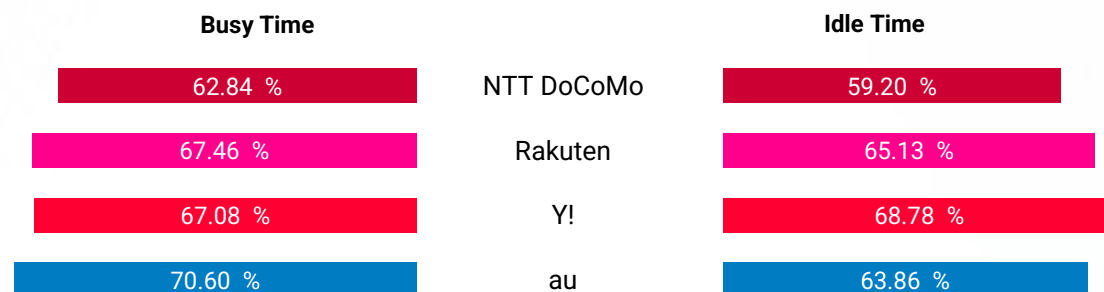 Busy Time Idle Time
62.84 % NTT DoCoMo 59.20 %
67.46 % Rakuten 65.13 %
67.08 % Y! 68.78 %
70.60 % au 63.86 %